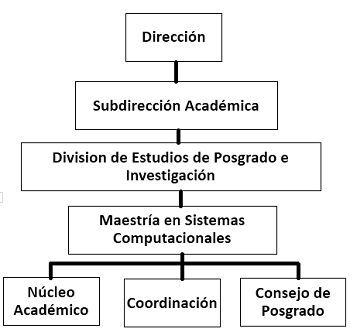 Dirección
Subdirección Académica
Division de Estudios de Posgrado e
Investigación
Maestría en Sistemas
Computacionales
Núcleo
Académico
Coordinación
Consejo de
Posgrado